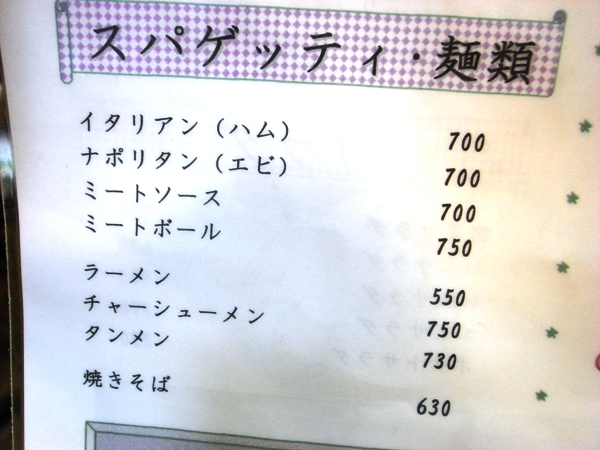 スパゲッティ・麺類
イタリアン（ハム） 700
ナポリタン（エビ） 700
ミートソース 700
ミートボール 750
ラーメン 550
チャーシューメン 750
タンメン 730
焼きそば 630